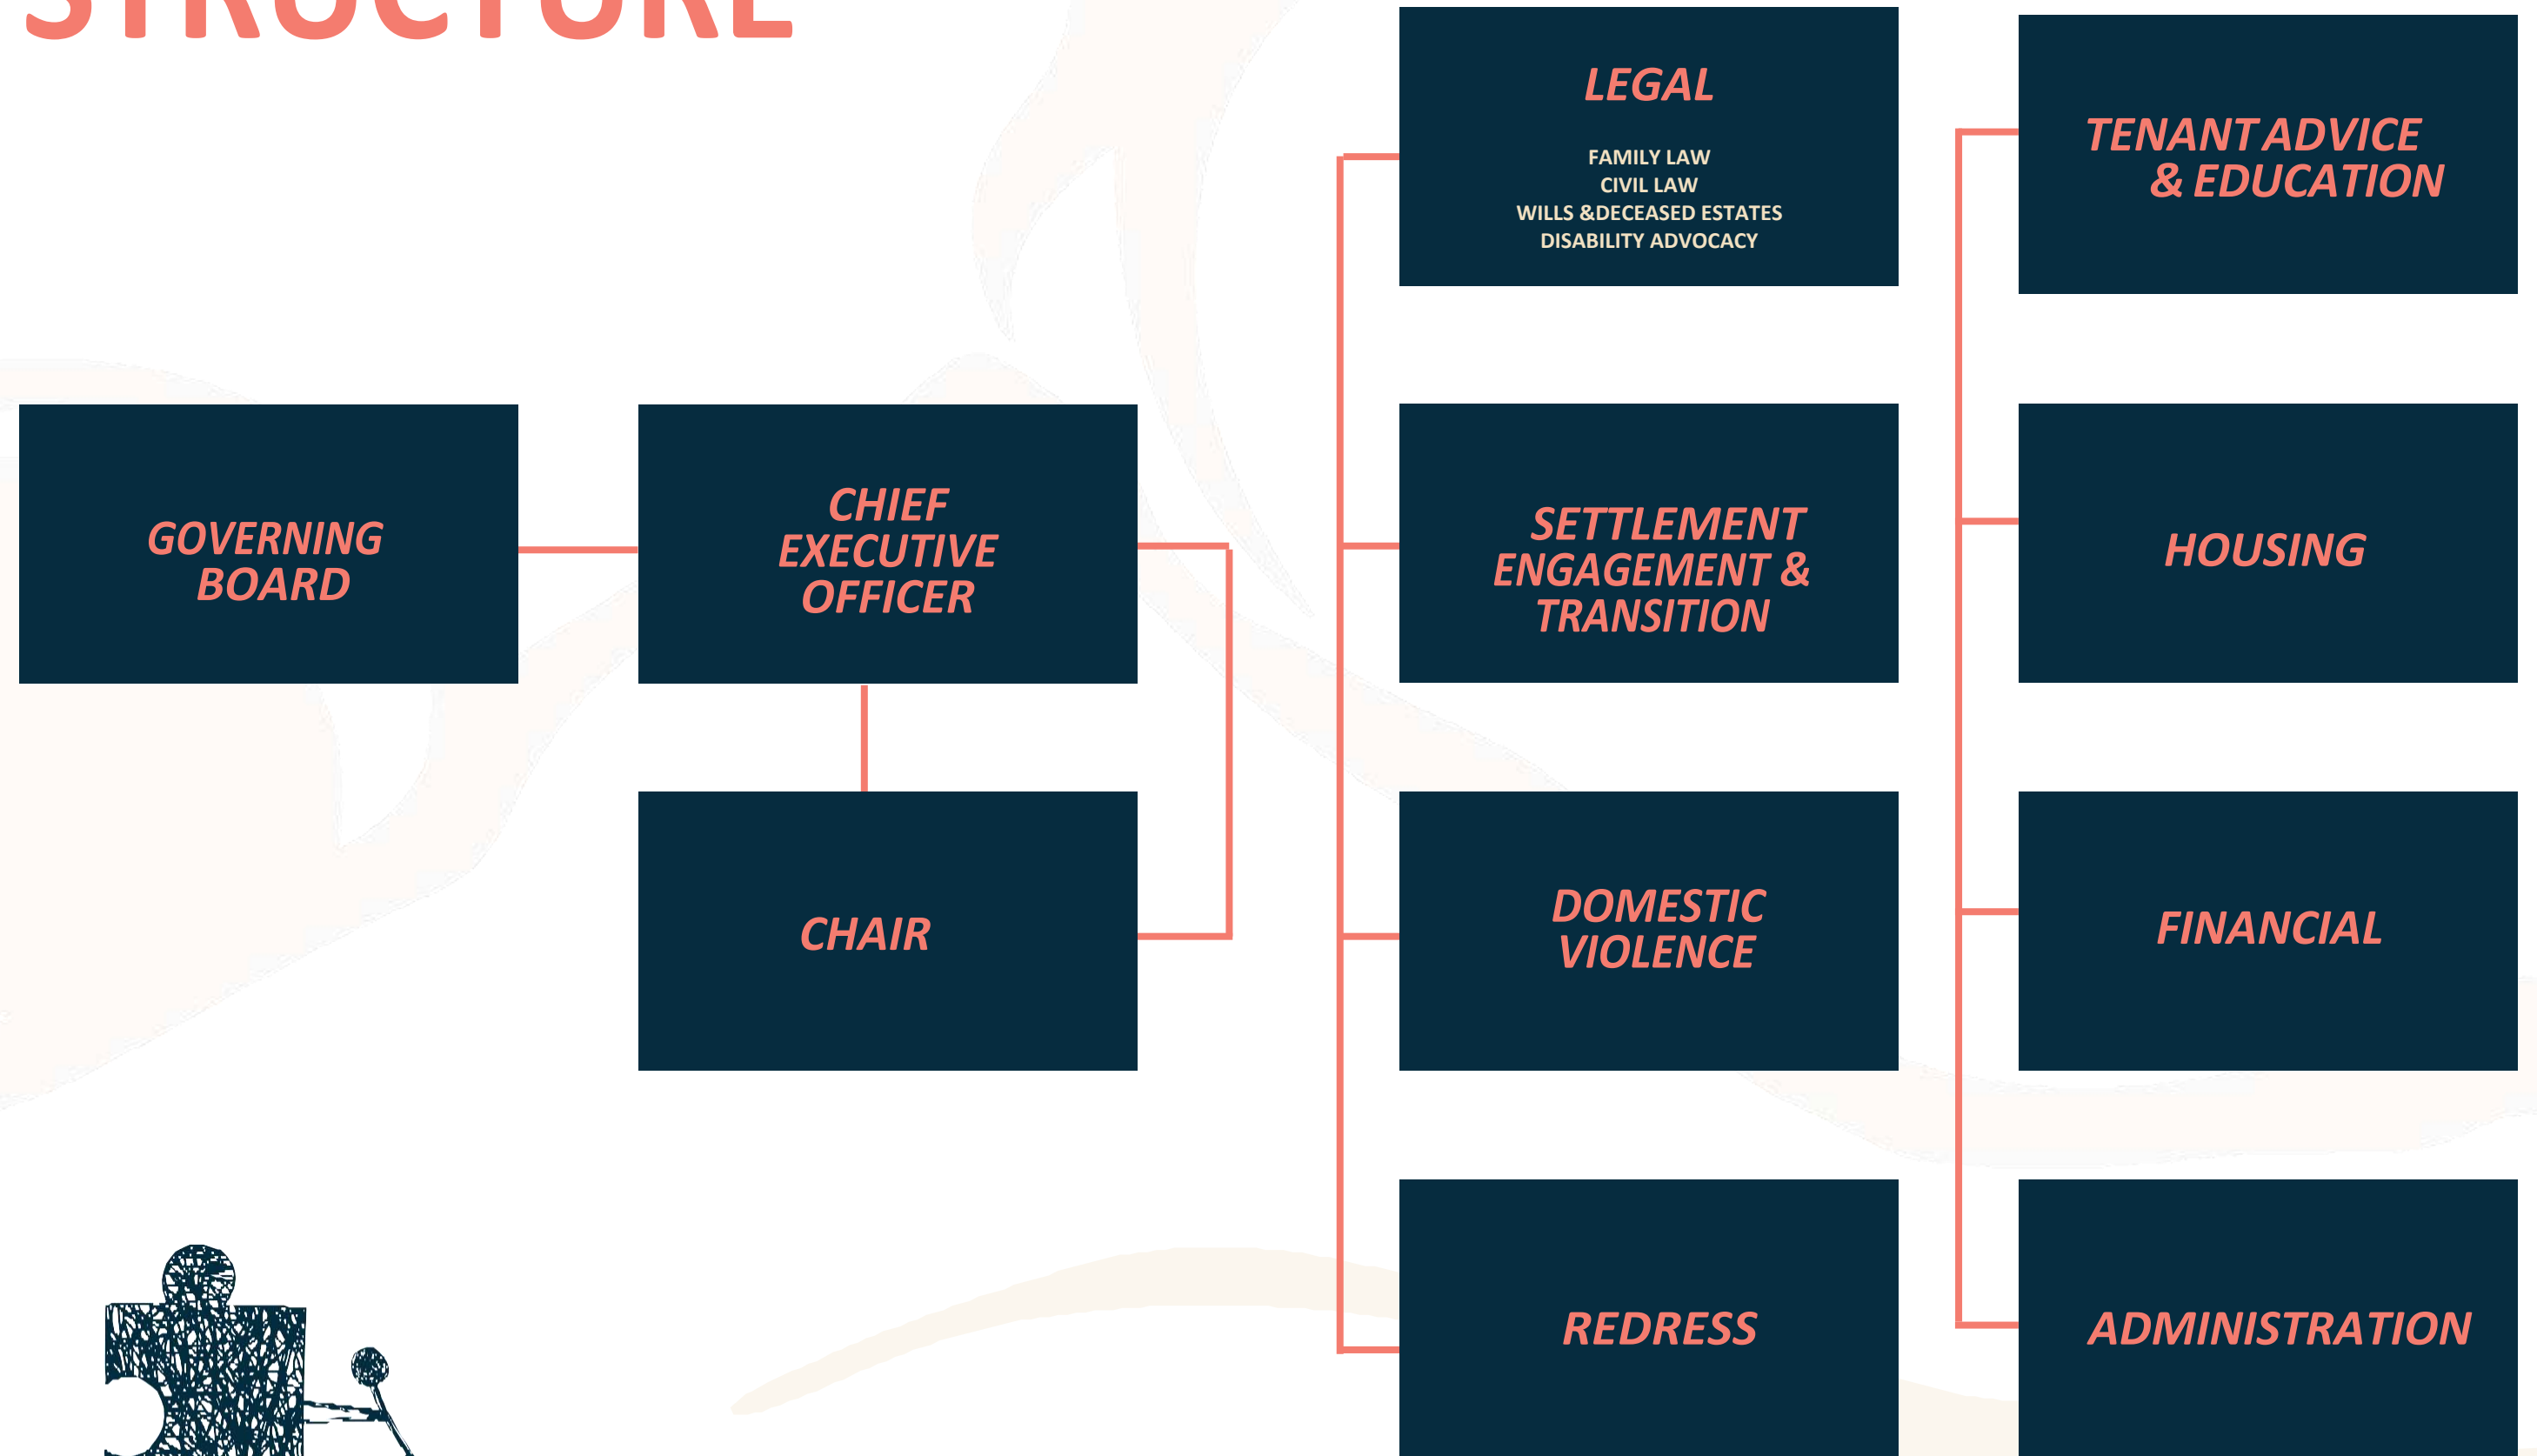 STRUCTURE
GOVERNING
BOARD
CHIEF
EXECUTIVE
OFFICER
CHAIR
LEGAL
FAMILY LAW
CIVIL LAW
WILLS &DECEASED ESTATES
DISABILITY ADVOCACY
SETTLEMENT
ENGAGEMENT &
TRANSITION
DOMESTIC
VIOLENCE
REDRESS
TENANT ADVICE
& EDUCATION
HOUSING
FINANCIAL
ADMINISTRATION